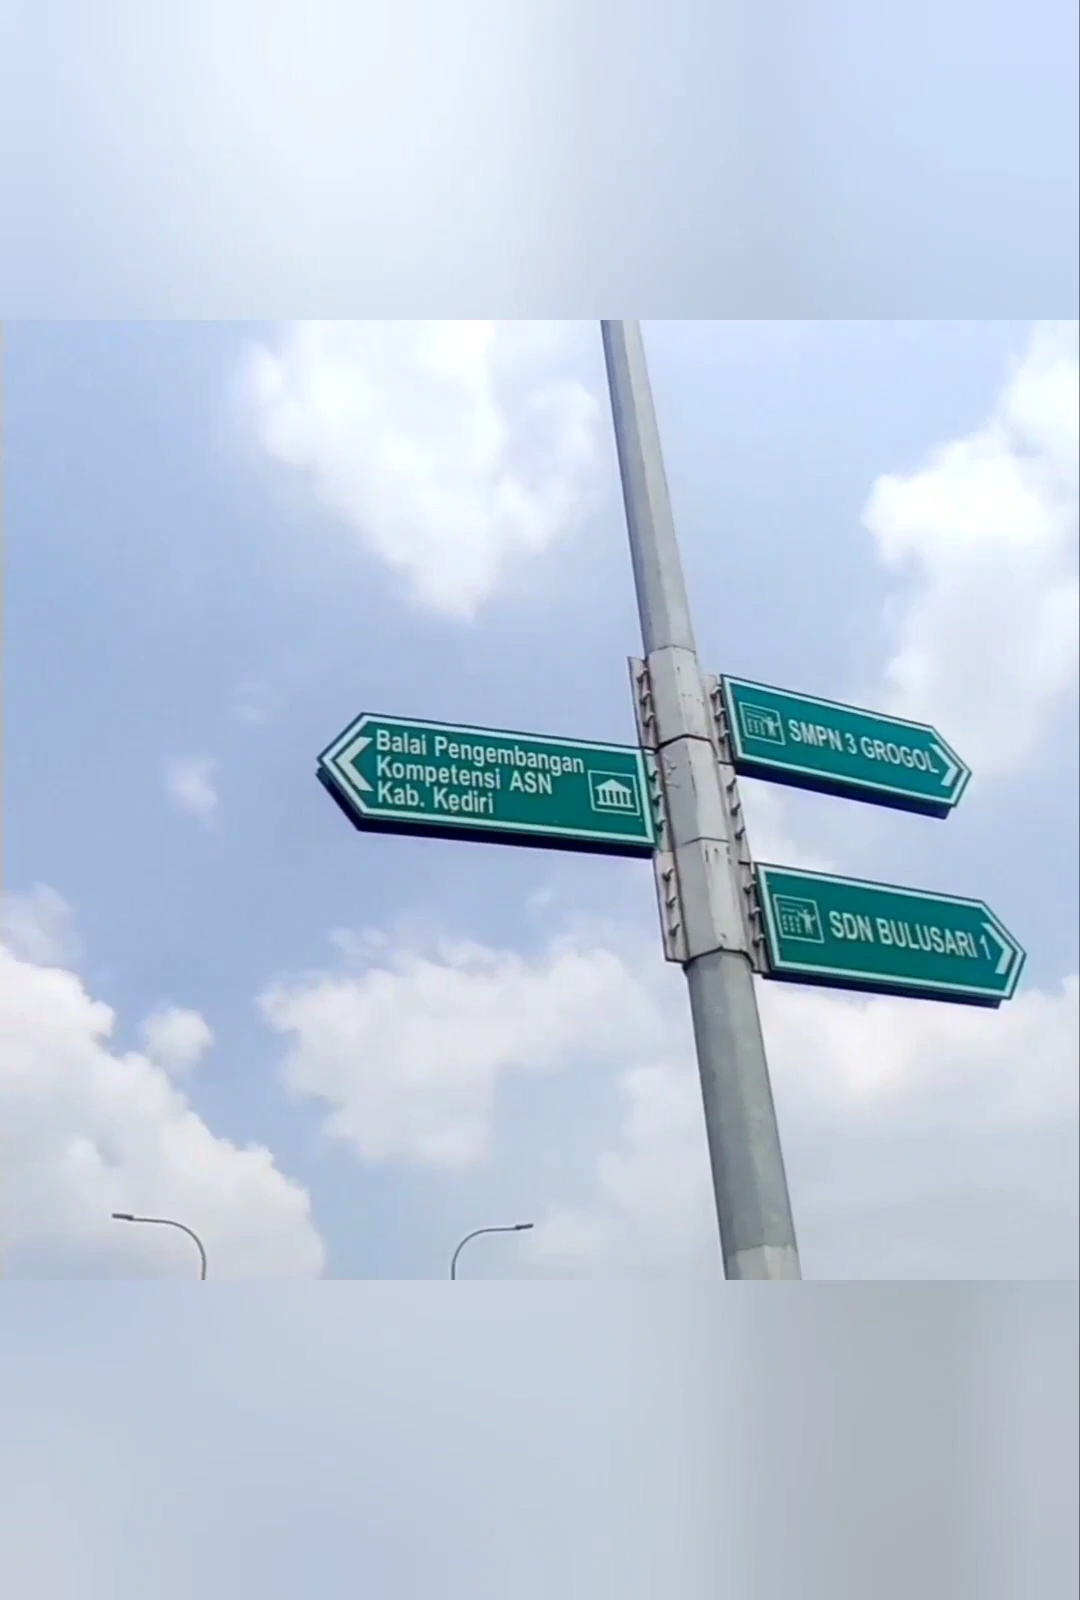 Balai Pengembangan
Kompetensi ASN
Kab. Kediri
SMPN 3 GROGOL
SDN BULUSARI 1